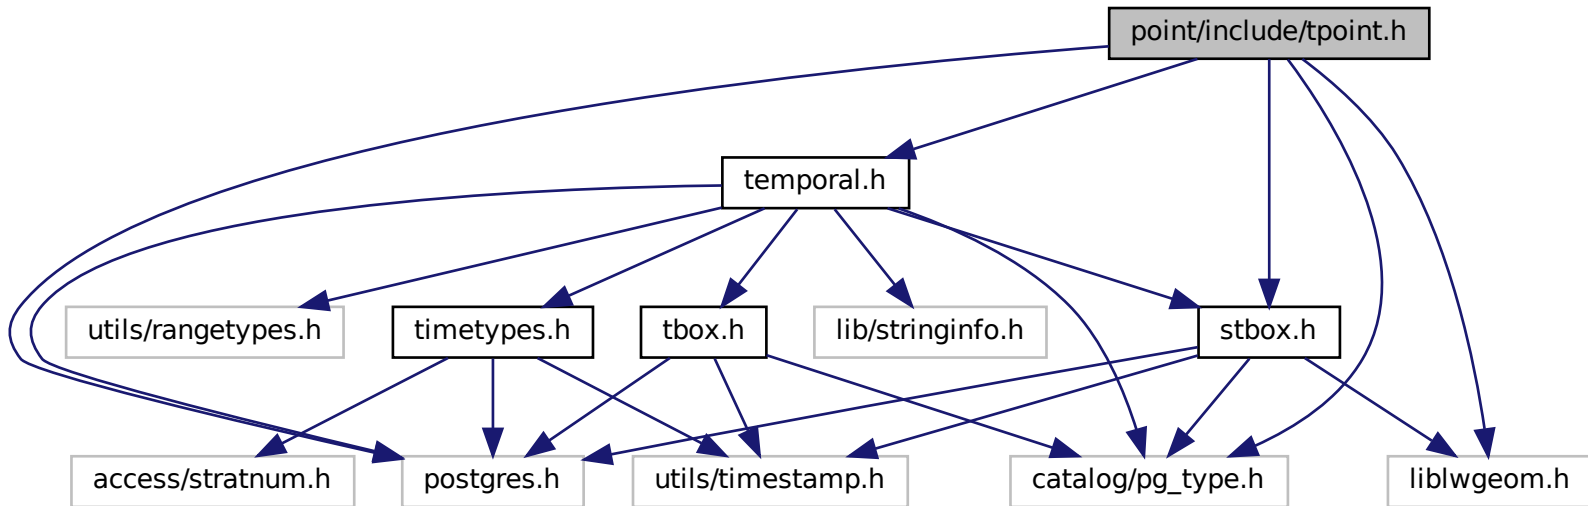 point/include/tpoint.h
temporal.h
utils/rangetypes.h
timetypes.h
tbox.h
lib/stringinfo.h
stbox.h
access/stratnum.h
postgres.h
utils/timestamp.h
catalog/pg_type.h
liblwgeom.h